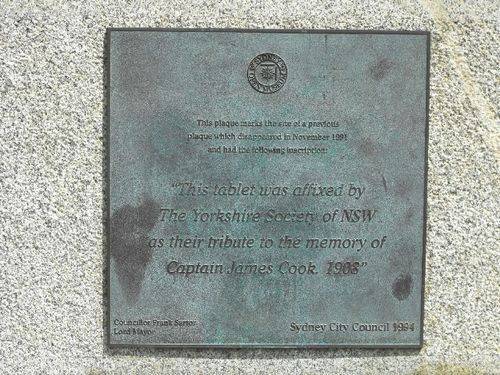 This plaque marks the site of a previous
plaque which disappeared in November 1991
and had the following inscription:
"This tablet was affixed by
The Yorkshire Society of NSW
as their tribute to the memory of
Captain James Cook. 1908"
Councillor Frank Sartor
Lord Mayor
Sydney City Council 1994